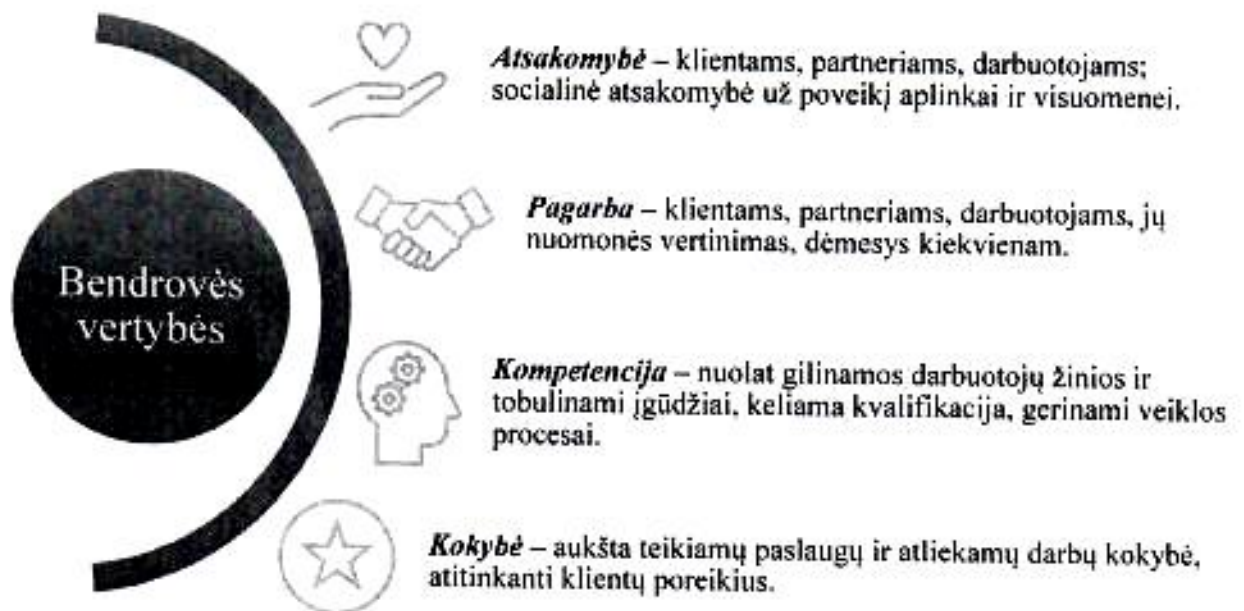 Bendrovės
vertybės
Atsakomybė – klientams, partneriams, darbuotojams;
socialinė atsakomybė už poveikį aplinkai ir visuomenei.
Pagarba – klientams, partneriams, darbuotojams, jų
nuomonės vertinimas, dėmesys kiekvienam.
Kompetencija – nuolat gilinamos darbuotojų žinios ir
tobulinami įgūdžiai, keliama kvalifikacija, gerinami veiklos
procesai.
Kokybė – aukšta teikiamų paslaugų ir atliekamų darbų kokybė,
atitinkanti klientų poreikius.